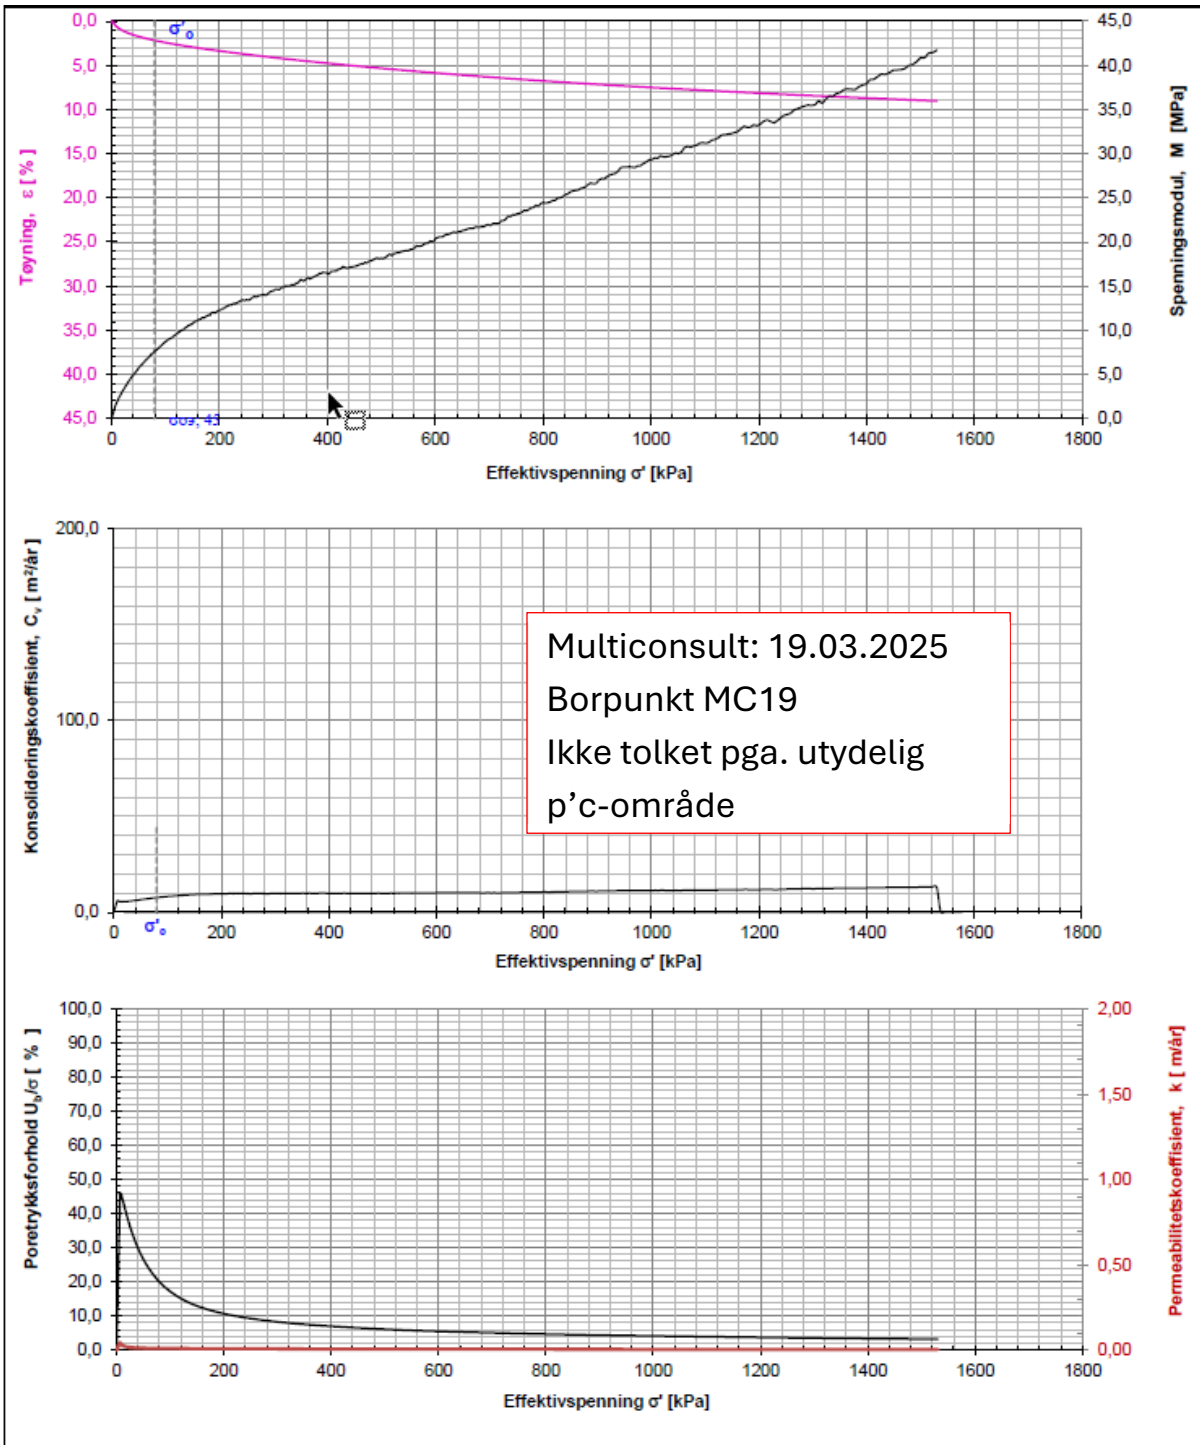 0,0
5,0
10,0
15,0
20,0
25,0
30,0
35,0
40,0
45,0
Tøyning, ε [ % ]
σ'₀
45,0
40,0
35,0
30,0
25,0
20,0
15,0
10,0
5,0
0,0
Spenningsmodul, M [MPa]
0 200 400 600 800 1000 1200 1400 1600 1800
Effektivspenning σ' [kPa]
200,0
100,0
0,0
Konsolideringskoeffisient, Cᵥ [ m²/år ]
Multiconsult: 19.03.2025
Borpunkt MC19
Ikke tolket pga. utydelig
p’c-område
0 200 400 600 800 1000 1200 1400 1600 1800
σ'₀
Effektivspenning σ' [kPa]
100,0
90,0
80,0
70,0
60,0
50,0
40,0
30,0
20,0
10,0
0,0
Poretrykksforhold U_b/σ [ % ]
2,00
1,50
1,00
0,50
0,00
Permeabilitetskoeffisient, k [ m/år]
0 200 400 600 800 1000 1200 1400 1600 1800
Effektivspenning σ' [kPa]